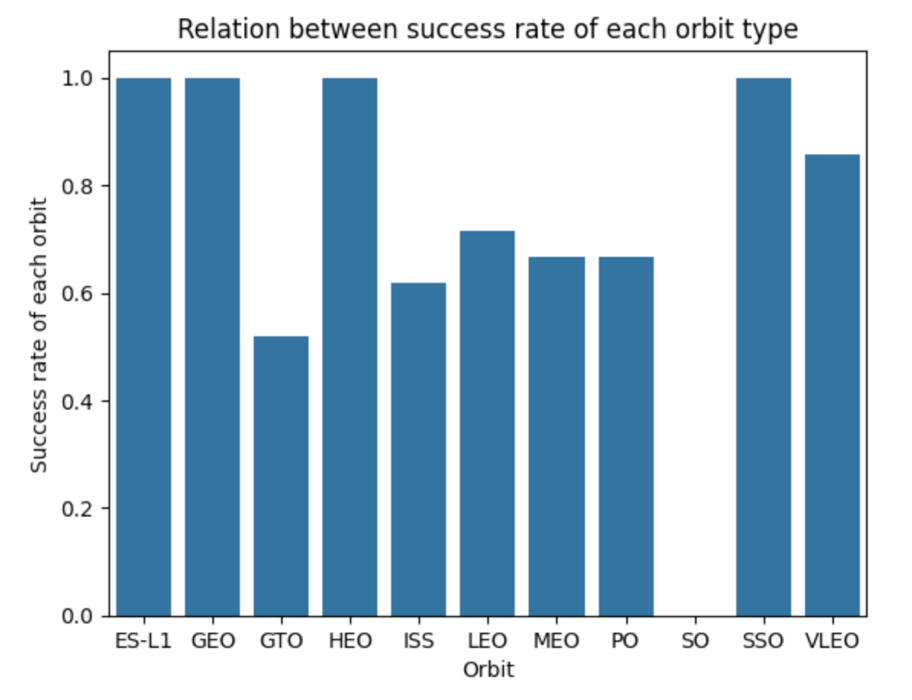 Relation between success rate of each orbit type
Success rate of each orbit
1.0
0.8
0.6
0.4
0.2
0.0
ES-L1 GEO GTO HEO ISS LEO MEO PO SO SSO VLEO
Orbit